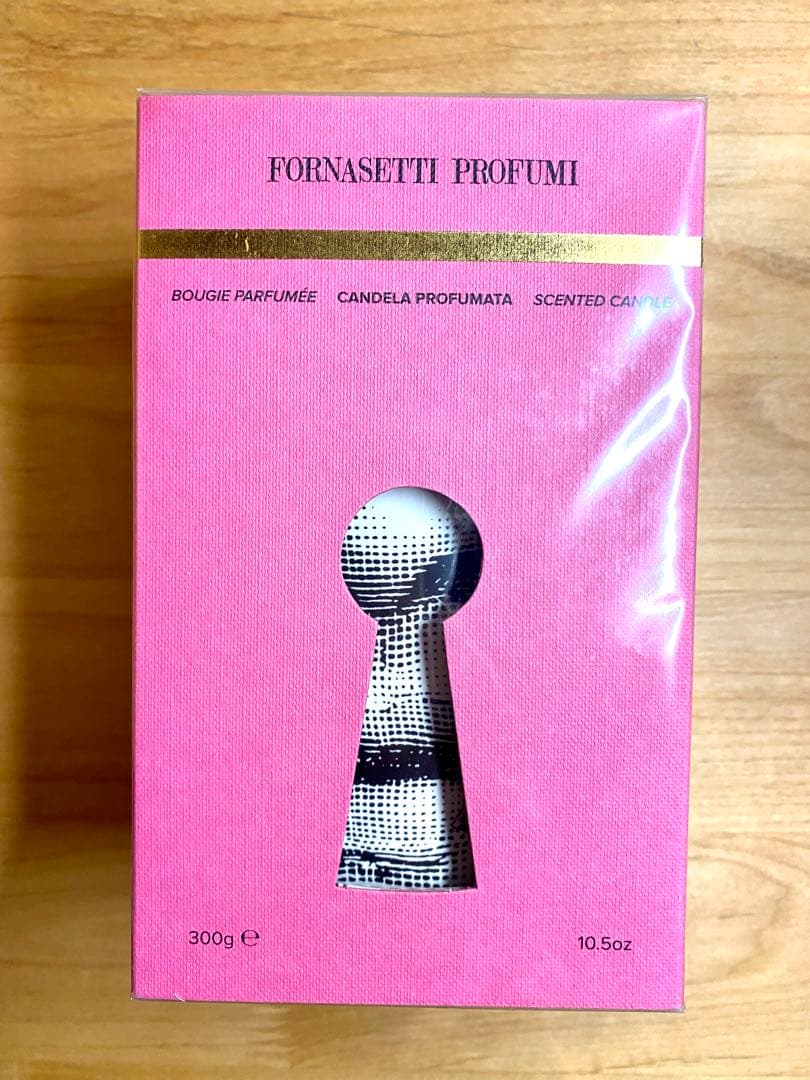 FORNASETTI PROFUMI
BOUGIE PARFUMÉE CANDELA PROFUMATA SCENTED CANDLE
300g ℮ 10.5oz